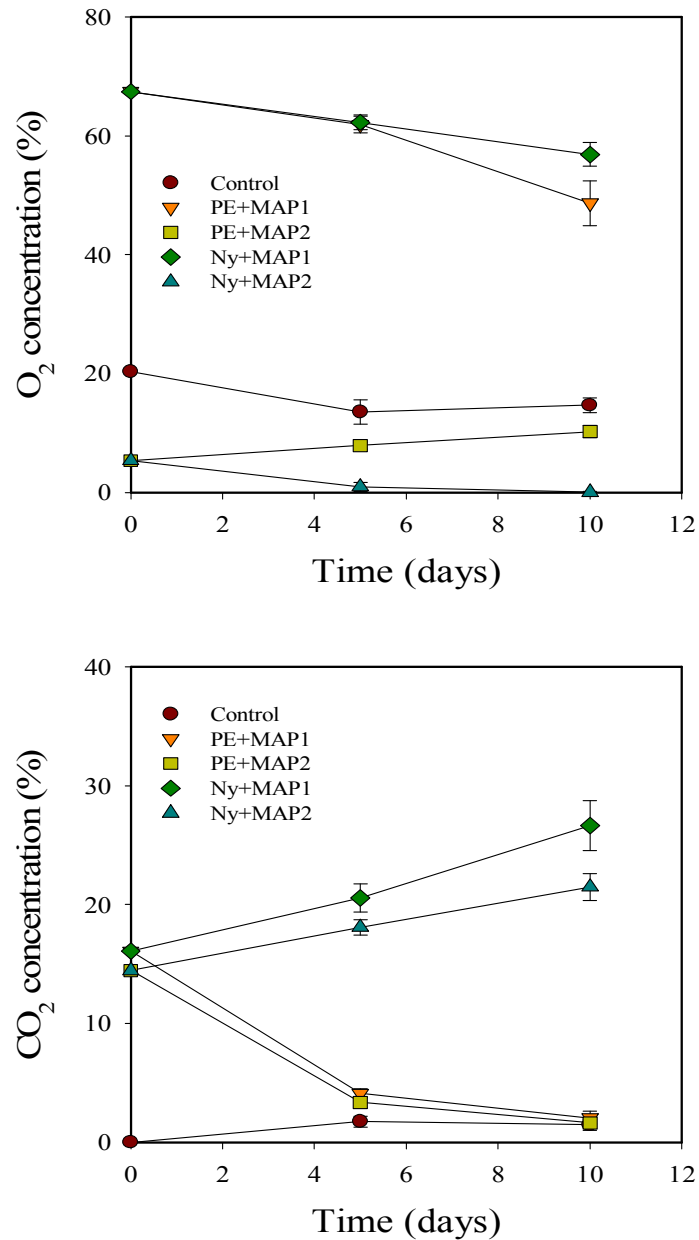 80
60
40
20
0
O2 concentration (%)
Control
PE+MAP1
PE+MAP2
Ny+MAP1
Ny+MAP2
0 2 4 6 8 10 12
Time (days)
40
30
20
10
0
CO2 concentration (%)
Control
PE+MAP1
PE+MAP2
Ny+MAP1
Ny+MAP2
0 2 4 6 8 10 12
Time (days)